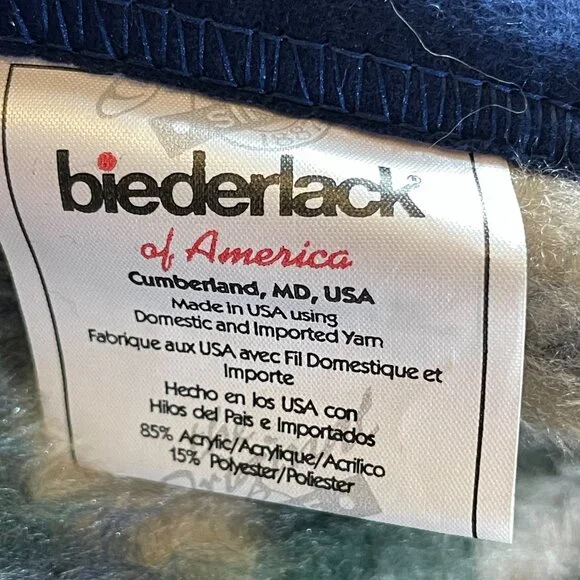 biederlack
of America
Cumberland, MD, USA
Made in USA using
Domestic and Imported Yarn
Fabrique aux USA avec Fil Domestique et
Importe
Hecho en los USA con
Hilos del Pais e Importados
85% Acrylic/Acrylique/Acrilico
15% Polyester/Poliester